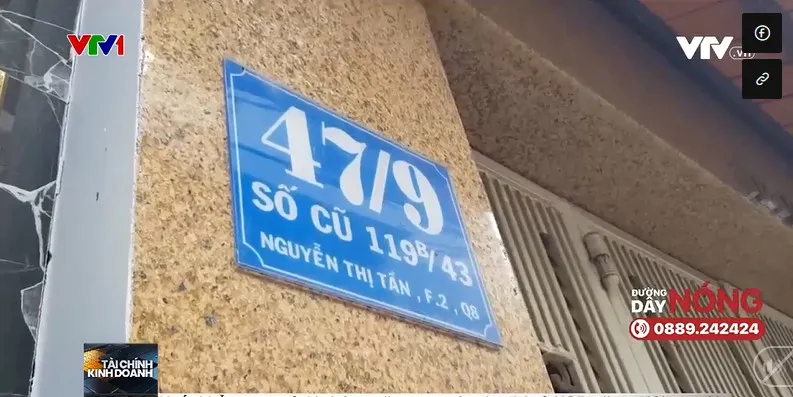 VTV1
VTV.vn
47/9
SỐ CŨ 119B/43
NGUYỄN THỊ TẦN , F.2 , Q8
ĐƯỜNG
DÂY NÓNG
0889.242424
TÀI CHÍNH
KINH DOANH